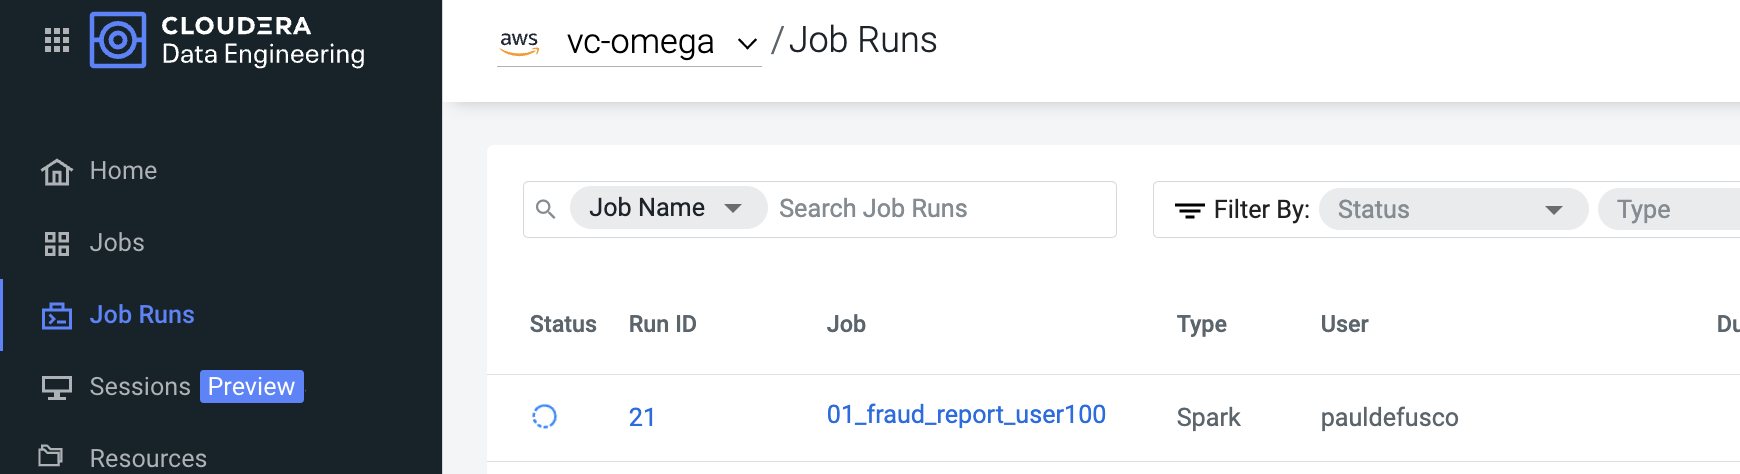 CLOUDERA
Data Engineering
aws vc-omega / Job Runs
Home
Jobs
Job Runs
Sessions Preview
Resources
Job Name Search Job Runs
Filter By: Status Type
Status Run ID Job Type User
21 01_fraud_report_user100 Spark pauldefusco